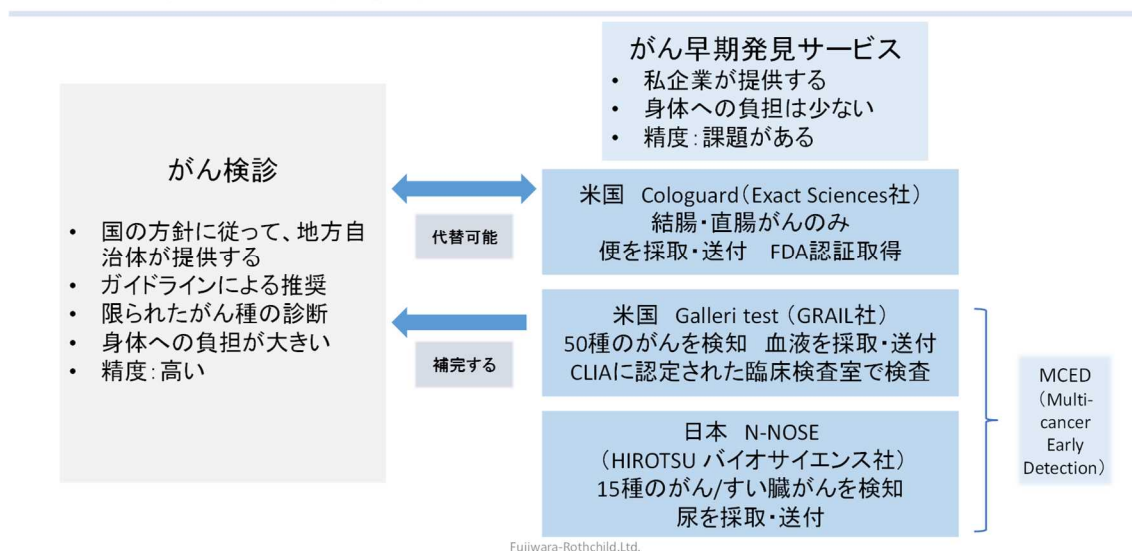 がん早期発見サービス
• 私企業が提供する
• 身体への負担は少ない
• 精度：課題がある
がん検診
• 国の方針に従って、地方自
治体が提供する
• ガイドラインによる推奨
• 限られたがん種の診断
• 身体への負担が大きい
• 精度：高い
代替可能
米国 Cologuard（Exact Sciences社）
結腸・直腸がんのみ
便を採取・送付 FDA認証取得
補完する
米国 Galleri test （GRAIL社）
50種のがんを検知 血液を採取・送付
CLIAに認定された臨床検査室で検査
日本 N-NOSE
（HIROTSU バイオサイエンス社）
15種のがん/すい臓がんを検知
尿を採取・送付
MCED
（Multi-
cancer
Early
Detection）
Fujiwara-Rothchild,Ltd.